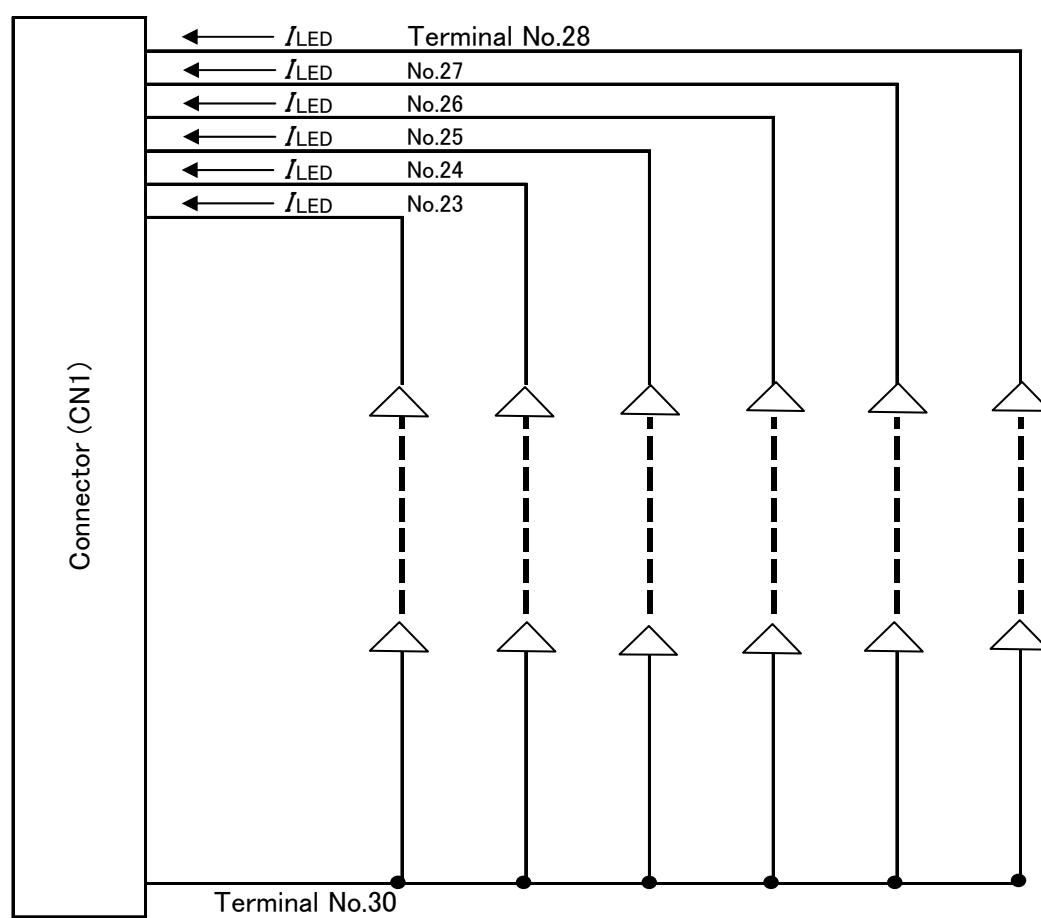 ILED Terminal No.28
ILED No.27
ILED No.26
ILED No.25
ILED No.24
ILED No.23
Connector (CN1)
Terminal No.30